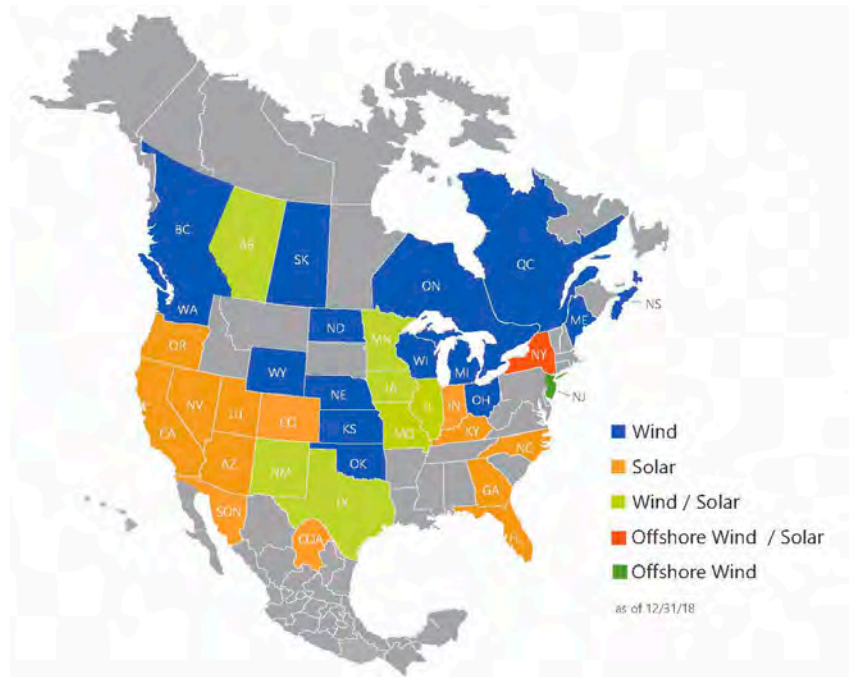 BC
AB
SK
ON
QC
NS
WA
ND
MN
ME
OR
WI
MI
NY
WY
NE
IA
NJ
NV
UT
CO
IL
IN
OH
CA
KS
MO
KY
NC
AZ
NM
OK
GA
TX
SON
COA
FL
Wind
Solar
Wind / Solar
Offshore Wind / Solar
Offshore Wind
as of 12/31/18